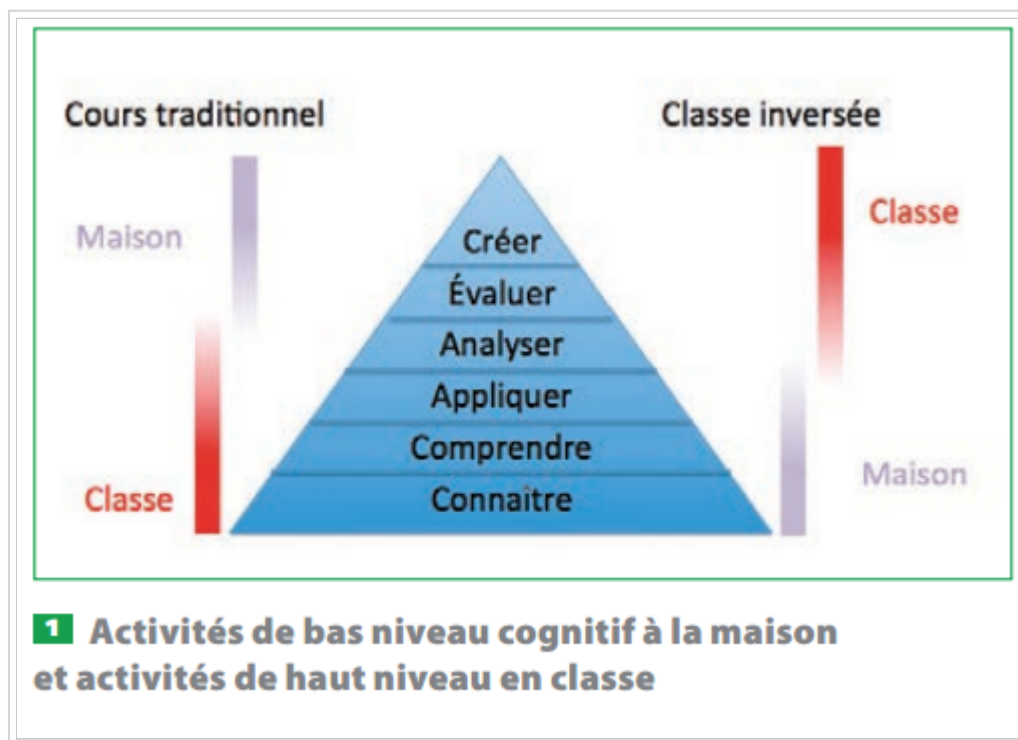 Cours traditionnel
Classe inversée
Maison
Classe
Classe
Maison
Créer
Évaluer
Analyser
Appliquer
Comprendre
Connaître
1 Activités de bas niveau cognitif à la maison
et activités de haut niveau en classe